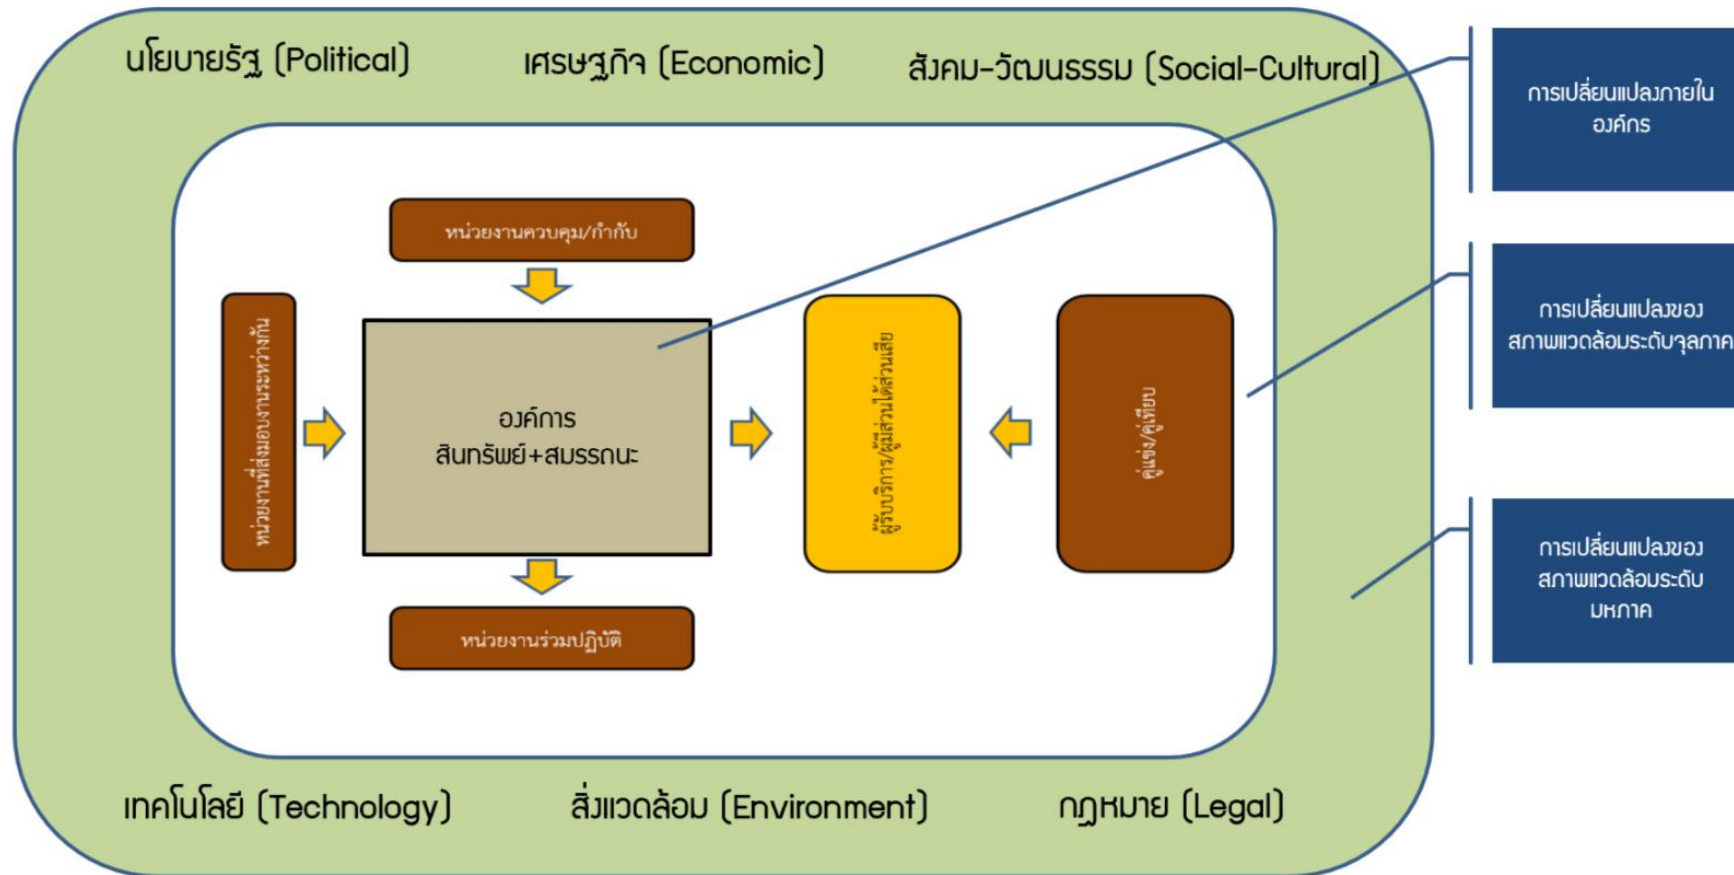 นโยบายรัฐ (Political)
เศรษฐกิจ (Economic)
สังคม-วัฒนธรรม (Social-Cultural)
การเปลี่ยนแปลงภายใน
องค์กร
หน่วยงานควบคุม/กำกับ
หน่วยงานที่ส่งมอบงานระหว่างกัน
องค์การ
สินทรัพย์+สมรรถนะ
ผู้รับบริการ/ผู้มีส่วนได้ส่วนเสีย
คู่แข่ง/คู่เทียบ
การเปลี่ยนแปลงของ
สภาพแวดล้อมระดับจุลภาค
หน่วยงานร่วมปฏิบัติ
การเปลี่ยนแปลงของ
สภาพแวดล้อมระดับ
มหภาค
เทคโนโลยี (Technology)
สิ่งแวดล้อม (Environment)
กฎหมาย (Legal)